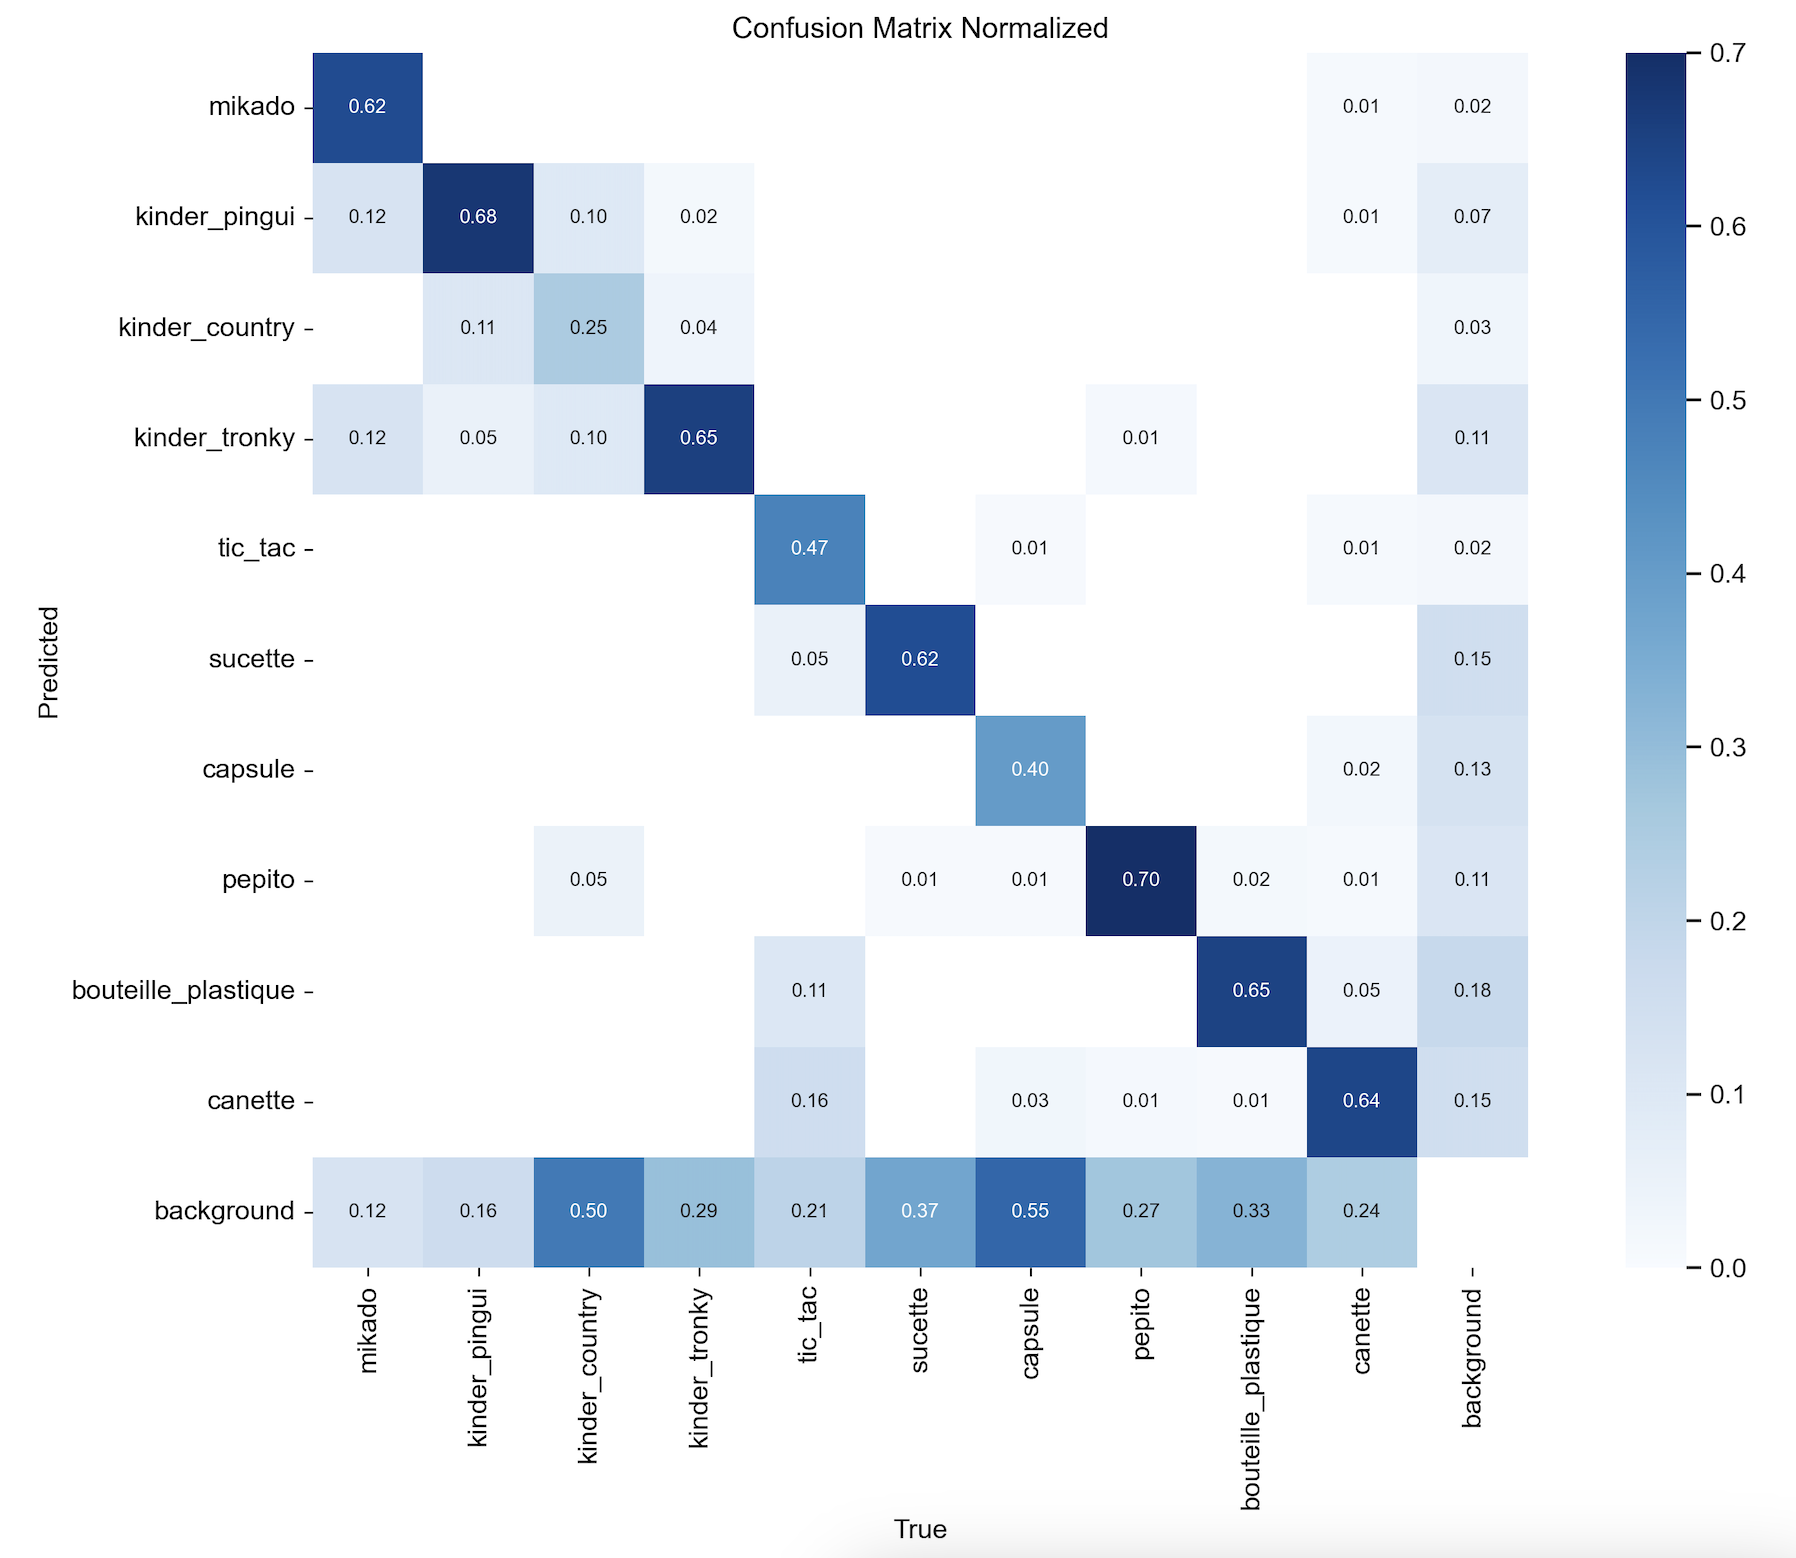 Confusion Matrix Normalized
mikado 0.62 0.01 0.02
kinder_pingui 0.12 0.68 0.10 0.02 0.01 0.07
kinder_country 0.11 0.25 0.04 0.03
kinder_tronky 0.12 0.05 0.10 0.65 0.01 0.11
tic_tac 0.47 0.01 0.01 0.02
sucette 0.05 0.62 0.15
capsule 0.40 0.02 0.13
pepito 0.05 0.01 0.01 0.70 0.02 0.01 0.11
bouteille_plastique 0.11 0.65 0.05 0.18
canette 0.16 0.03 0.01 0.01 0.64 0.15
background 0.12 0.16 0.50 0.29 0.21 0.37 0.55 0.27 0.33 0.24
Predicted
mikado
kinder_pingui
kinder_country
kinder_tronky
tic_tac
sucette
capsule
pepito
bouteille_plastique
canette
background
True
0.7
0.6
0.5
0.4
0.3
0.2
0.1
0.0